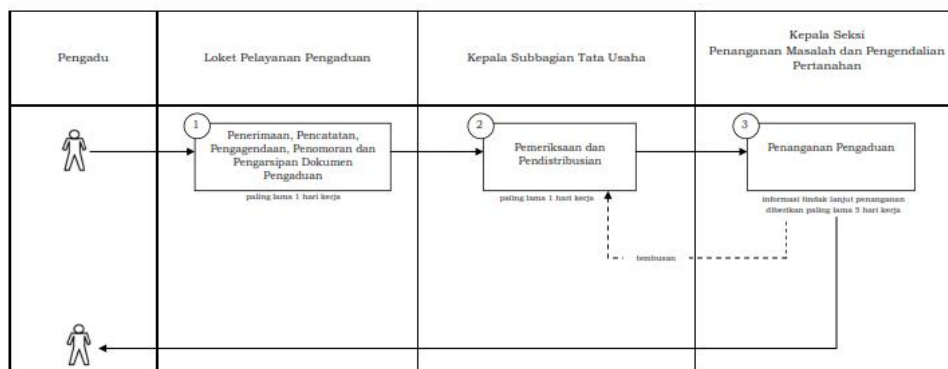 Pengadu
Loket Pelayanan Pengaduan
Kepala Subbagian Tata Usaha
Kepala Seksi
Penanganan Masalah dan Pengendalian
Pertanahan
1
Penerimaan, Pencatatan,
Pengagendaan, Penomoran dan
Pengarsipan Dokumen
Pengaduan
paling lama 1 hari kerja
2
Pemeriksaan dan
Pendistribusian
paling lama 1 hari kerja
3
Penanganan Pengaduan
informasi tindak lanjut penanganan
diberikan paling lama 5 hari kerja
tembusan